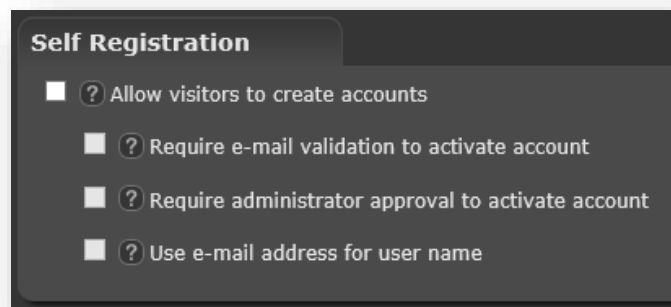 Self Registration
? Allow visitors to create accounts
? Require e-mail validation to activate account
? Require administrator approval to activate account
? Use e-mail address for user name